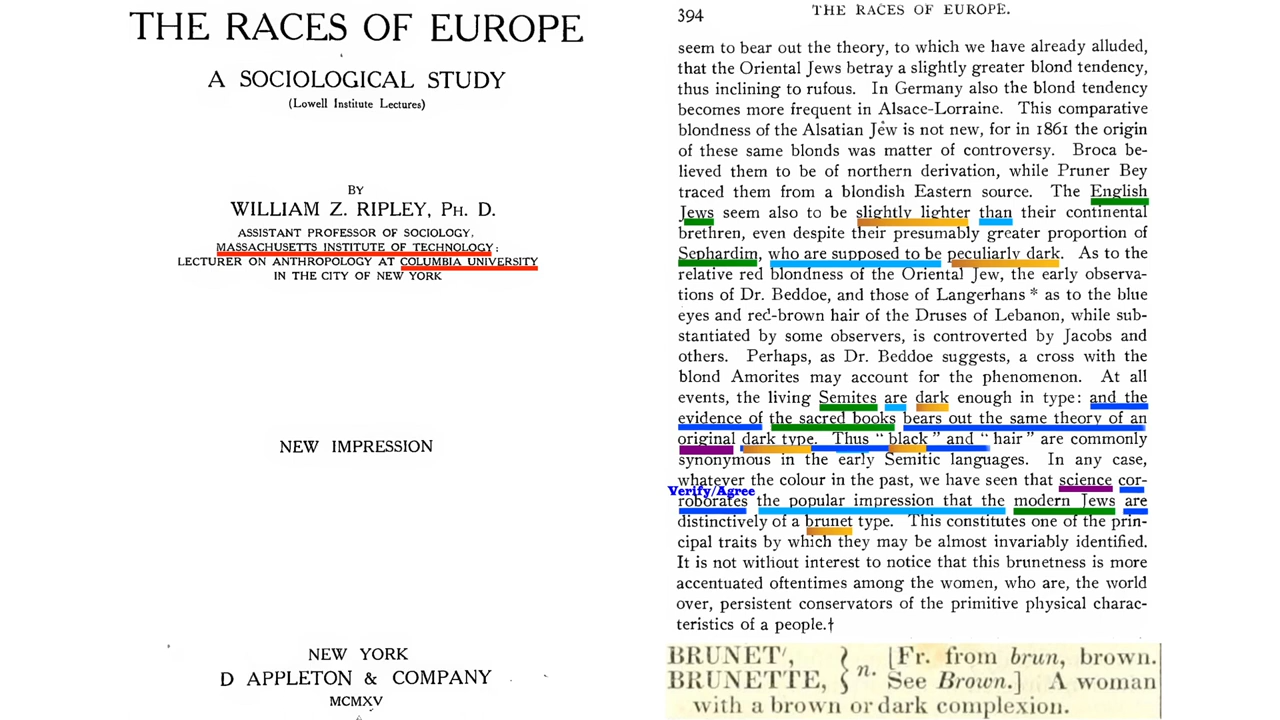 THE RACES OF EUROPE
A SOCIOLOGICAL STUDY
(Lowell Institute Lectures)
BY
WILLIAM Z. RIPLEY, PH. D.
ASSISTANT PROFESSOR OF SOCIOLOGY,
MASSACHUSETTS INSTITUTE OF TECHNOLOGY;
LECTURER ON ANTHROPOLOGY AT COLUMBIA UNIVERSITY
IN THE CITY OF NEW YORK
NEW IMPRESSION
NEW YORK
D APPLETON & COMPANY
MCMXV
394 THE RACES OF EUROPE.
seem to bear out the theory, to which we have already alluded,
that the Oriental Jews betray a slightly greater blond tendency,
thus inclining to rufous. In Germany also the blond tendency
becomes more frequent in Alsace-Lorraine. This comparative
blondness of the Alsatian Jew is not new, for in 1861 the origin
of these same blonds was matter of controversy. Broca be-
lieved them to be of northern derivation, while Pruner Bey
traced them from a blondish Eastern source. The English
Jews seem also to be slightly lighter than their continental
brethren, even despite their presumably greater proportion of
Sephardim, who are supposed to be peculiarly dark. As to the
relative red blondness of the Oriental Jew, the early observa-
tions of Dr. Beddoe, and those of Langerhans * as to the blue
eyes and red-brown hair of the Druses of Lebanon, while sub-
stantiated by some observers, is controverted by Jacobs and
others. Perhaps, as Dr. Beddoe suggests, a cross with the
blond Amorites may account for the phenomenon. At all
events, the living Semites are dark enough in type: and the
evidence of the sacred books bears out the same theory of an
original dark type. Thus “ black ” and “ hair ” are commonly
synonymous in the early Semitic languages. In any case,
whatever the colour in the past, we have seen that science cor-
Verify/Agree
roborates the popular impression that the modern Jews are
distinctively of a brunet type. This constitutes one of the prin-
cipal traits by which they may be almost invariably identified.
It is not without interest to notice that this brunetness is more
accentuated oftentimes among the women, who are, the world
over, persistent conservators of the primitive physical charac-
teristics of a people.†
BRUNET', } n. [Fr. from brun, brown.
BRUNETTE, } See Brown.] A woman
with a brown or dark complexion.